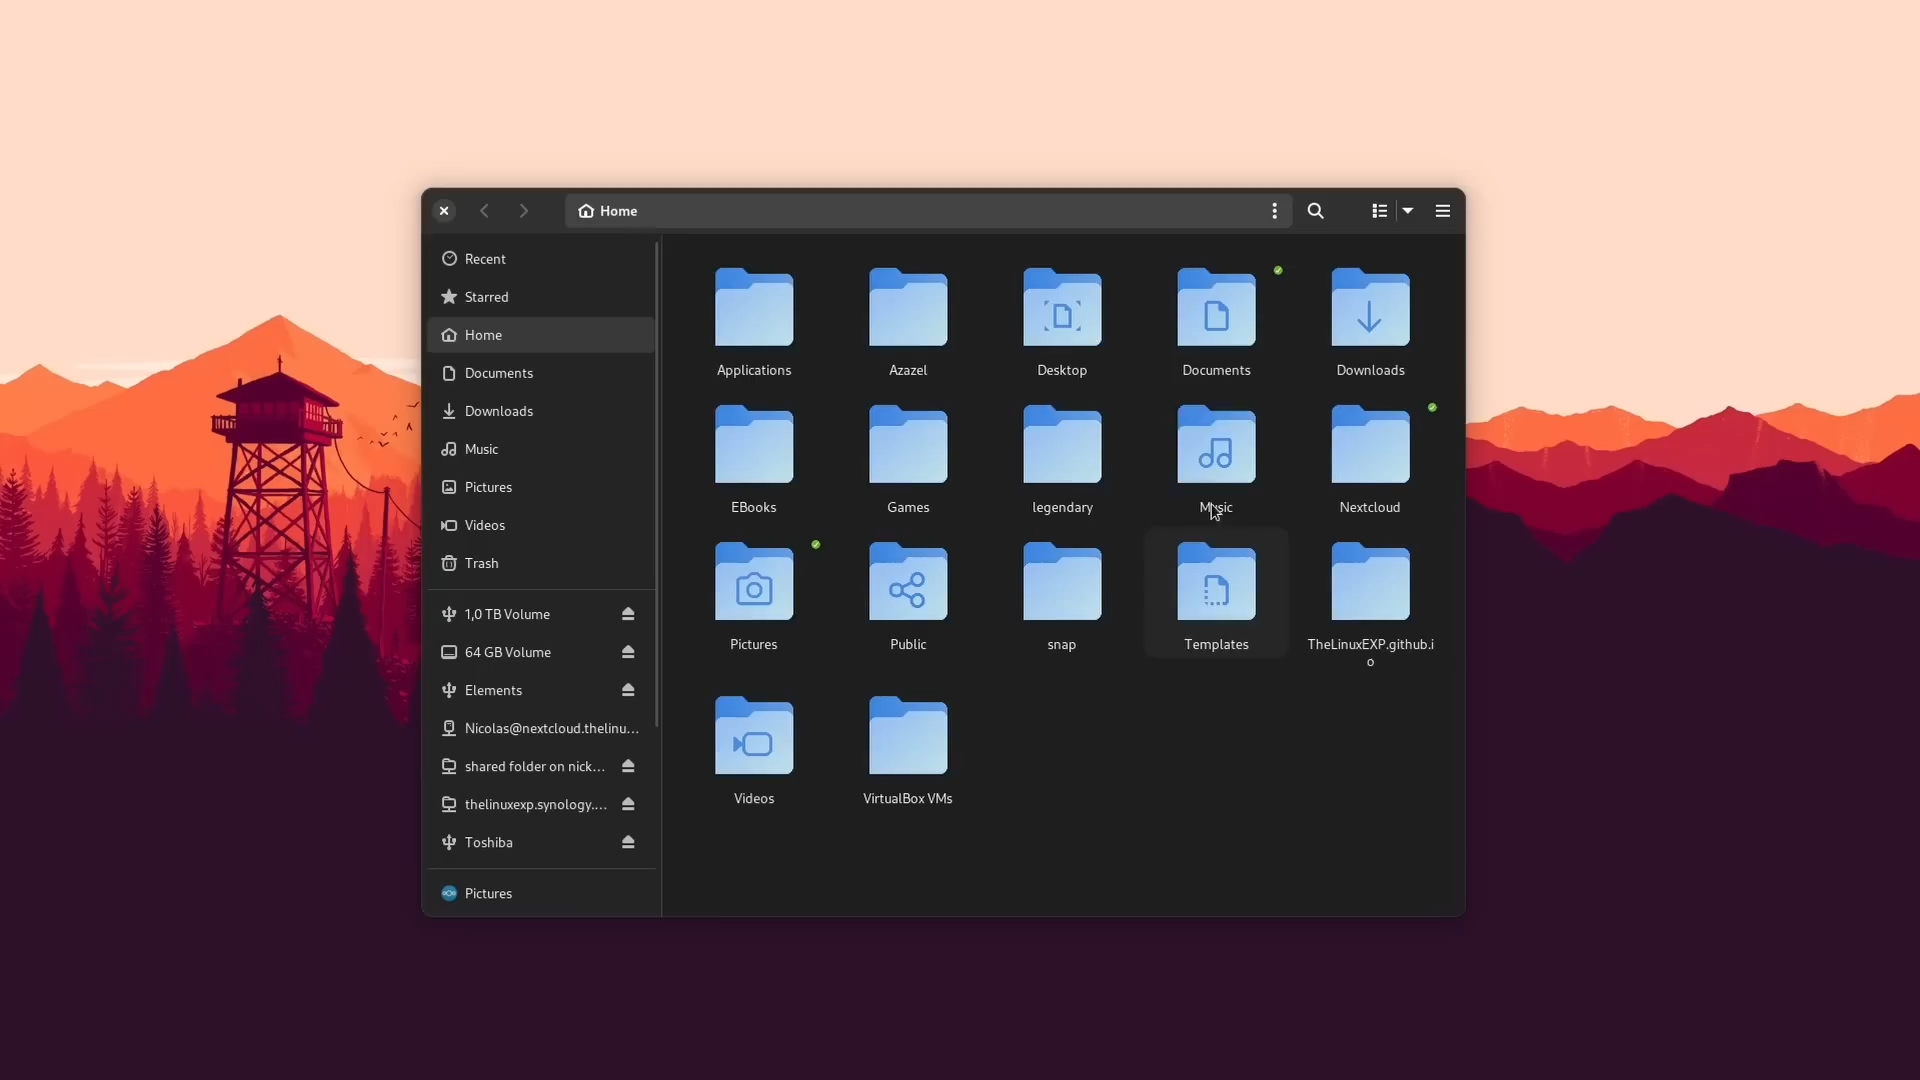 Home
Recent
Starred
Home
Documents
Downloads
Music
Pictures
Videos
Trash
1,0 TB Volume
64 GB Volume
Elements
Nicolas@nextcloud.thelinu...
shared folder on nick...
thelinuxexp.synology....
Toshiba
Pictures
Applications
Azazel
Desktop
Documents
Downloads
EBooks
Games
legendary
Music
Nextcloud
Pictures
Public
snap
Templates
TheLinuxEXP.github.i
o
Videos
VirtualBox VMs